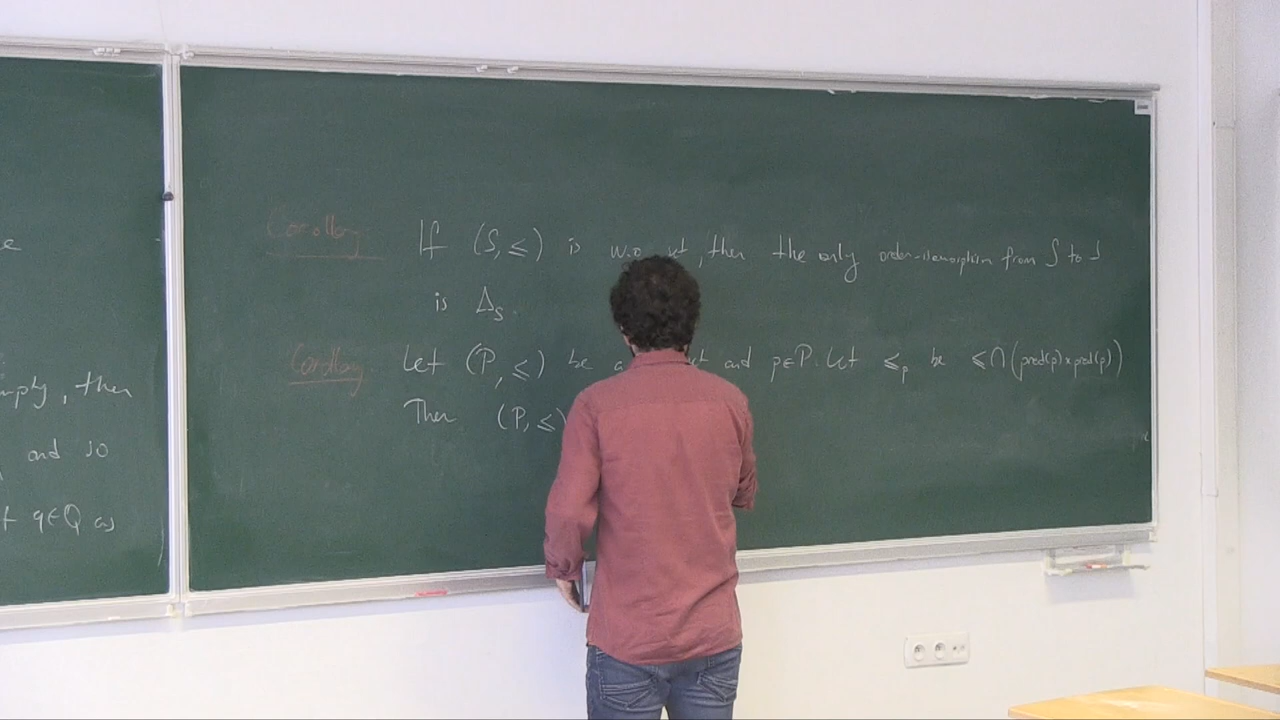 Corollary: If (S, ⩽) is w.o. set, then the only order-isomorphism from S to S
is Δ_S.
Corollary Let (P, ⩽) be a and p∈P. Let ⩽_p be ⩽∩(pred(p)×pred(p))
Then (P, ⩽)
mpty, then
and so
q∈Q as